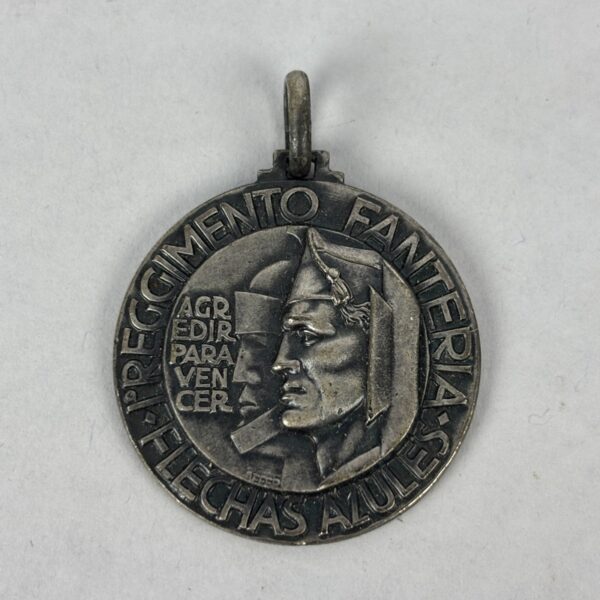 I° REGGIMENTO FANTERIA
• FLECHAS AZULES •
AGR
EDIR
PARA
VEN
CER